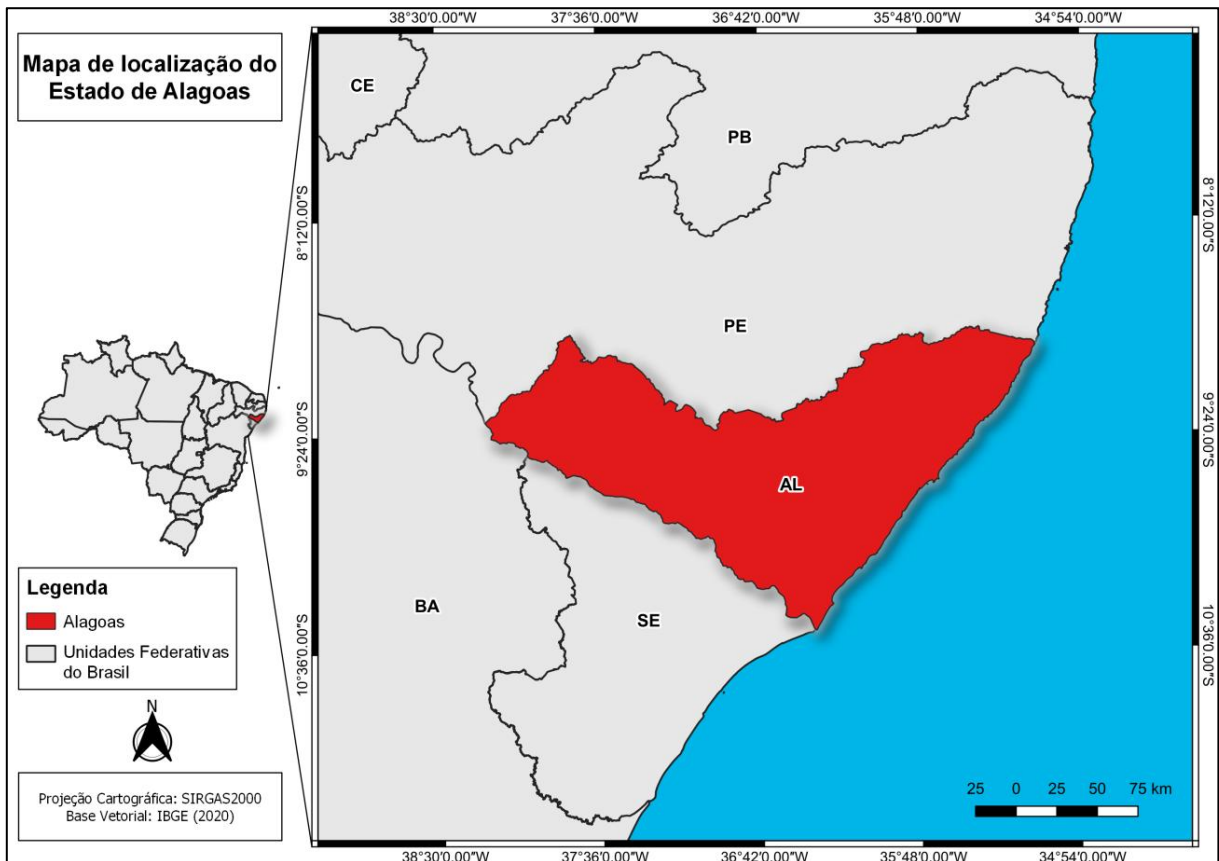 Mapa de localização do
Estado de Alagoas
38°30'0.00"W 37°36'0.00"W 36°42'0.00"W 35°48'0.00"W 34°54'0.00"W
CE
PB
8°12'0.00"S
8°12'0.00"S
PE
9°24'0.00"S
9°24'0.00"S
AL
BA
SE
10°36'0.00"S
10°36'0.00"S
Legenda
Alagoas
Unidades Federativas
do Brasil
N
Projeção Cartográfica: SIRGAS2000
Base Vetorial: IBGE (2020)
25 0 25 50 75 km
38°30'0.00"W 37°36'0.00"W 36°42'0.00"W 35°48'0.00"W 34°54'0.00"W